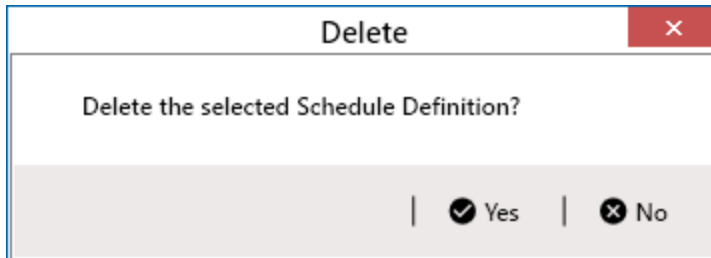 Delete
Delete the selected Schedule Definition?
Yes
No